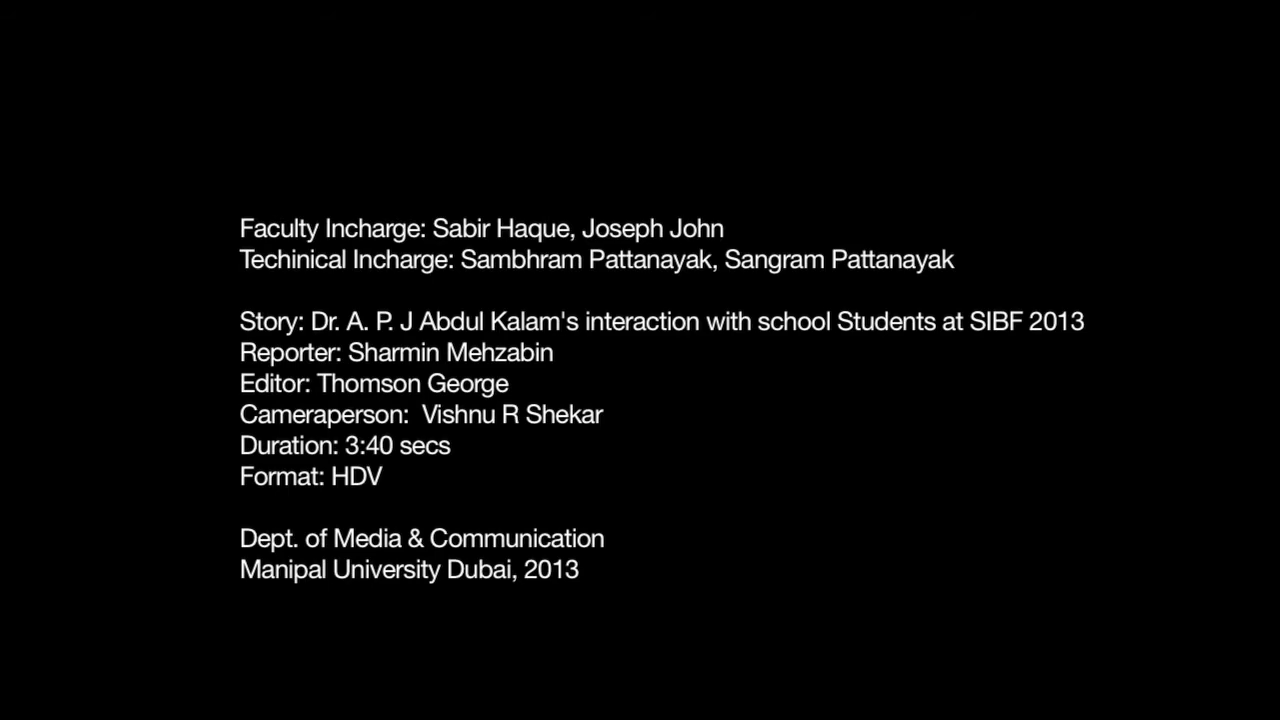 Faculty Incharge: Sabir Haque, Joseph John
Techinical Incharge: Sambhram Pattanayak, Sangram Pattanayak
Story: Dr. A. P. J Abdul Kalam's interaction with school Students at SIBF 2013
Reporter: Sharmin Mehzabin
Editor: Thomson George
Cameraperson:  Vishnu R Shekar
Duration: 3:40 secs
Format: HDV
Dept. of Media & Communication
Manipal University Dubai, 2013